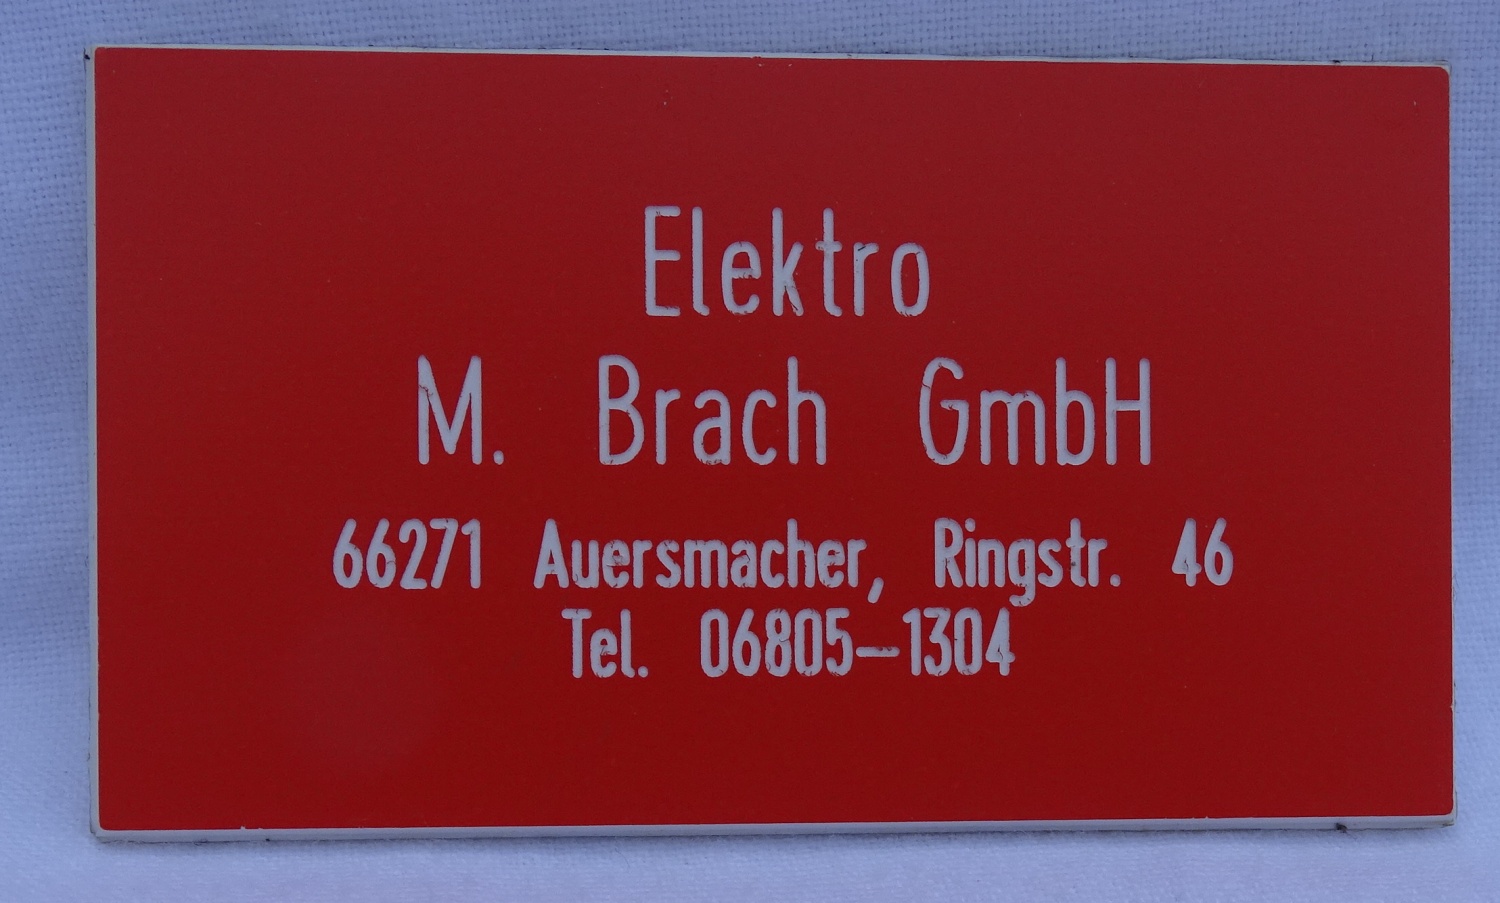 Elektro
M. Brach GmbH
66271 Auersmacher, Ringstr. 46
Tel. 06805–1304